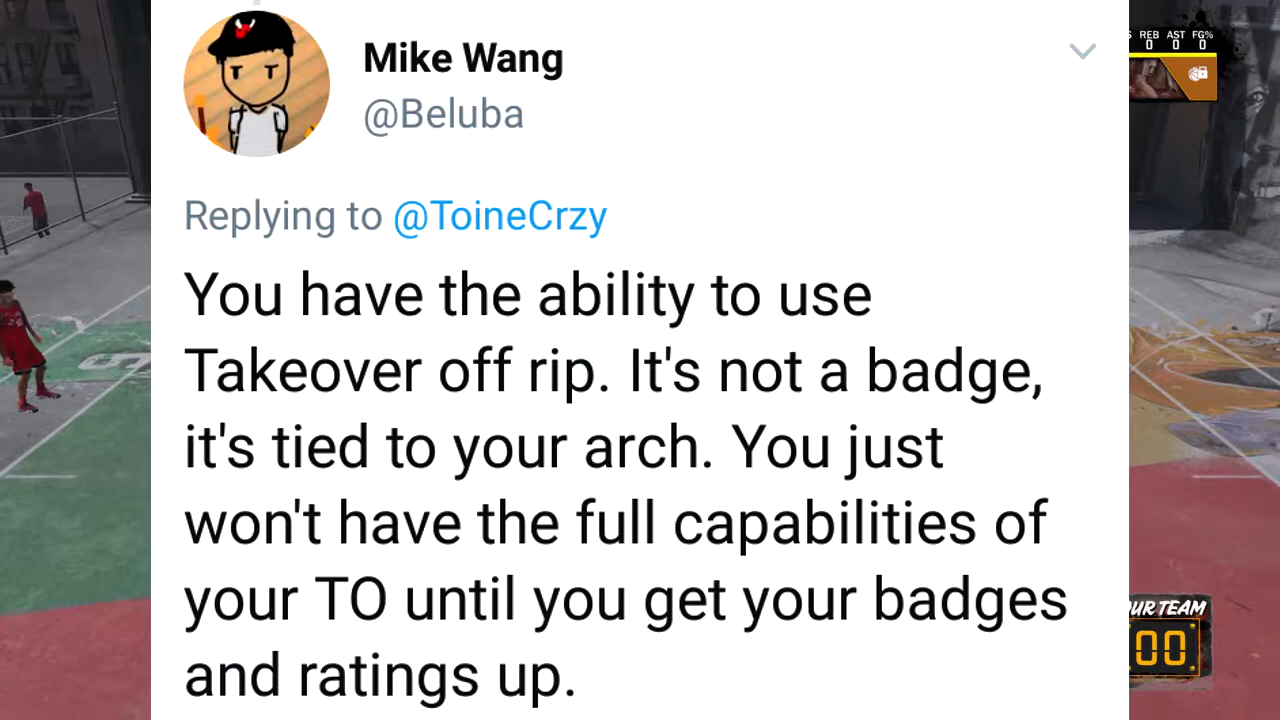 Mike Wang
@Beluba
Replying to @ToineCrzy
You have the ability to use
Takeover off rip. It's not a badge,
it's tied to your arch. You just
won't have the full capabilities of
your TO until you get your badges
and ratings up.
REB AST FG%
0 0 0
UR TEAM
00